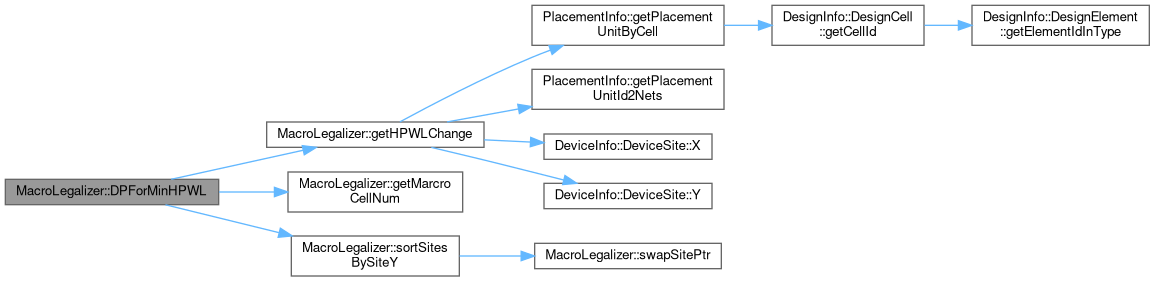 MacroLegalizer::DPForMinHPWL
MacroLegalizer::getHPWLChange
PlacementInfo::getPlacement
UnitByCell
DesignInfo::DesignCell
::getCellId
DesignInfo::DesignElement
::getElementIdInType
PlacementInfo::getPlacement
UnitId2Nets
DeviceInfo::DeviceSite::X
DeviceInfo::DeviceSite::Y
MacroLegalizer::getMarcro
CellNum
MacroLegalizer::sortSites
BySiteY
MacroLegalizer::swapSitePtr